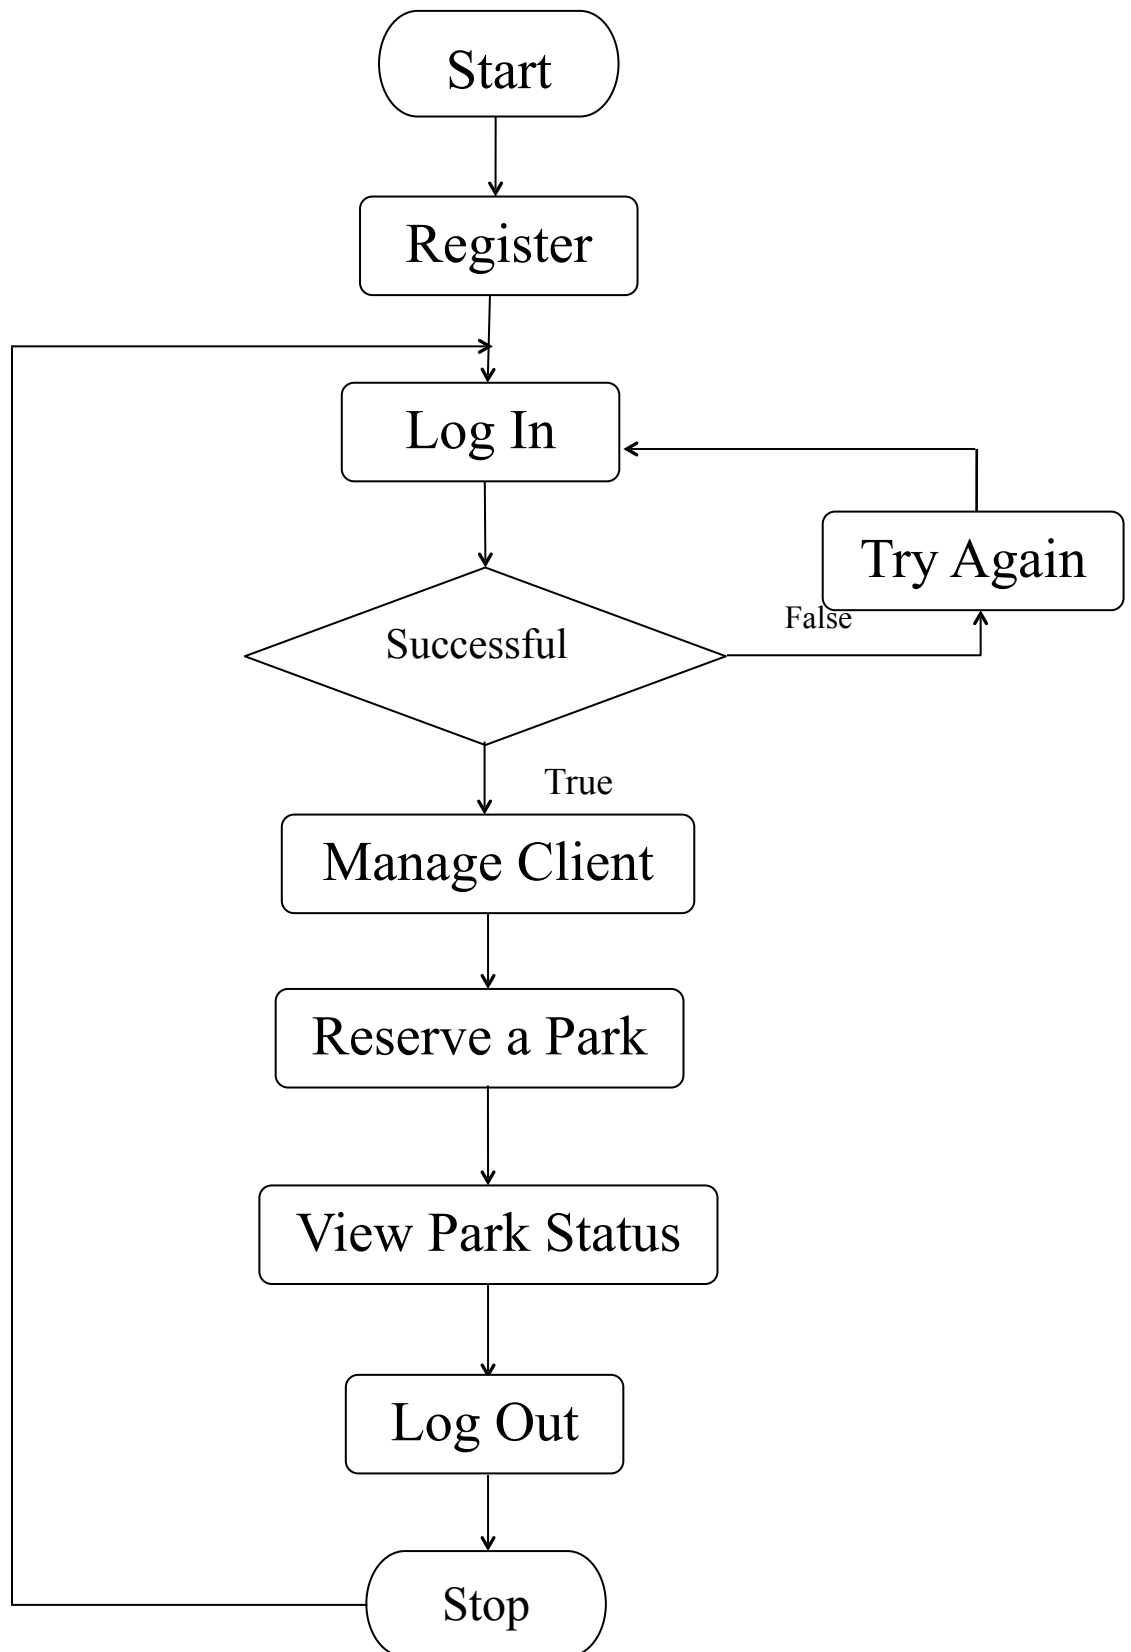 Start
Register
Log In
Try Again
False
Successful
True
Manage Client
Reserve a Park
View Park Status
Log Out
Stop